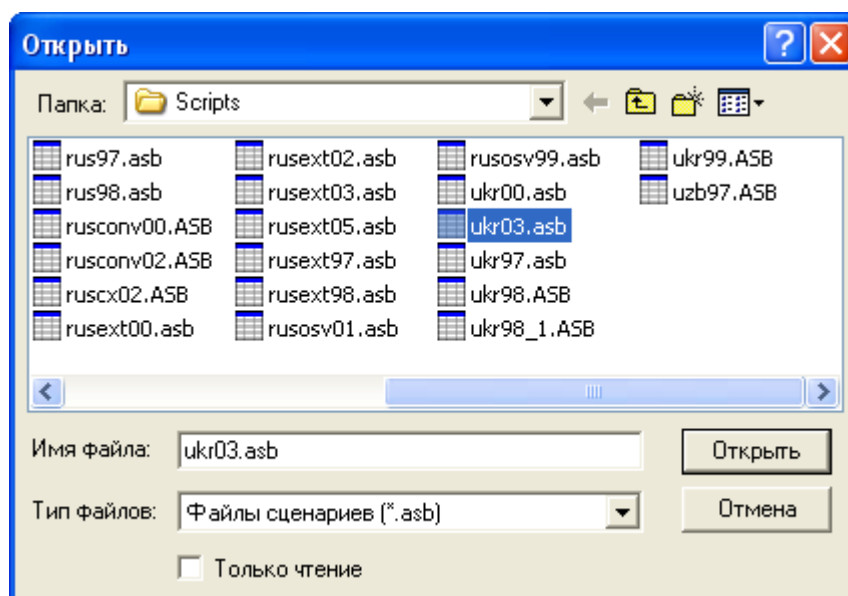 Открыть
Папка: Scripts
rus97.asb rusext02.asb rusosv99.asb ukr99.ASB
rus98.asb rusext03.asb ukr00.asb uzb97.ASB
rusconv00.ASB rusext05.asb ukr03.asb
rusconv02.ASB rusext97.asb ukr97.asb
ruscx02.ASB rusext98.asb ukr98.ASB
rusext00.asb rusosv01.asb ukr98_1.ASB
Имя файла: ukr03.asb Открыть
Тип файлов: Файлы сценариев (*.asb) Отмена
Только чтение